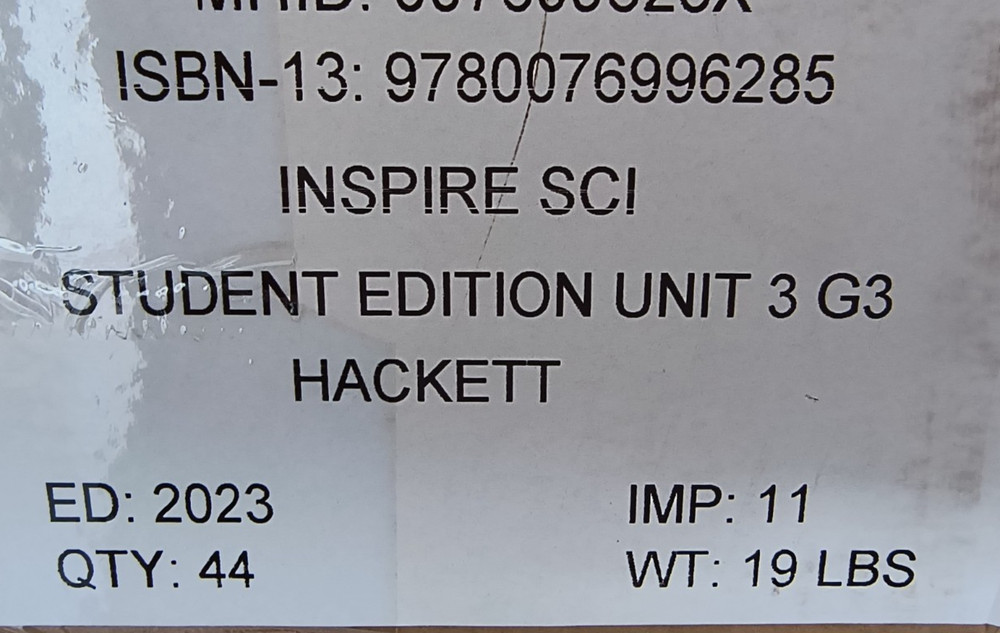 ISBN-13: 9780076996285
INSPIRE SCI
STUDENT EDITION UNIT 3 G3
HACKETT
ED: 2023
IMP: 11
QTY: 44
WT: 19 LBS